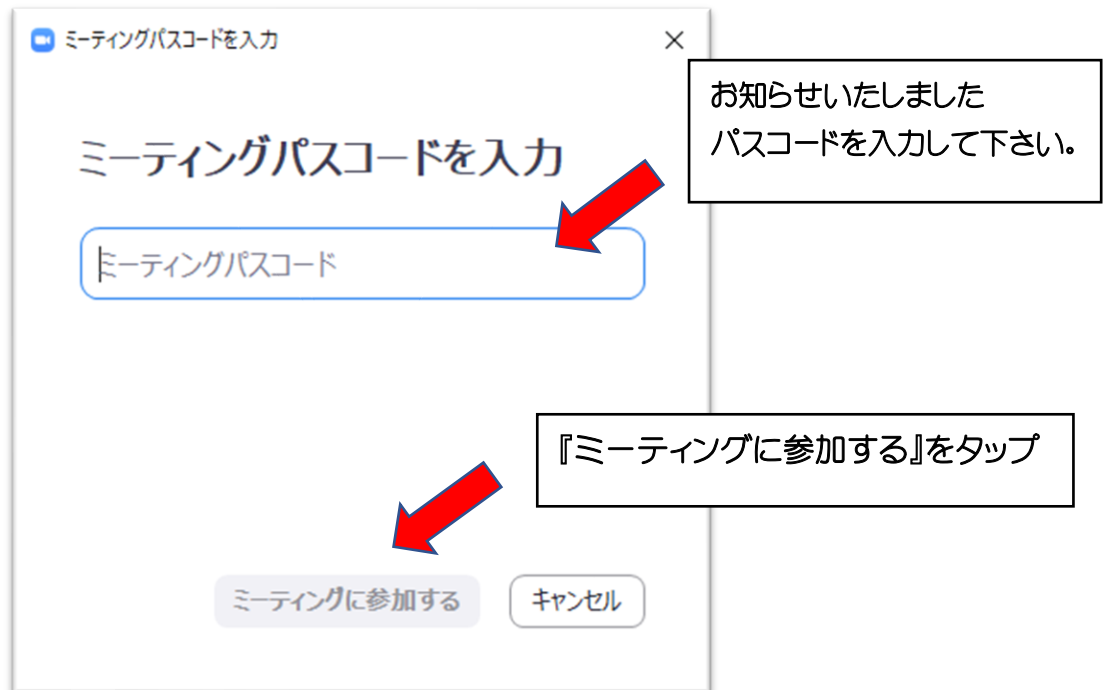 ミーティングパスコードを入力
お知らせいたしました
パスコードを入力して下さい。
ミーティングパスコードを入力
ミーティングパスコード
『ミーティングに参加する』をタップ
ミーティングに参加する
キャンセル